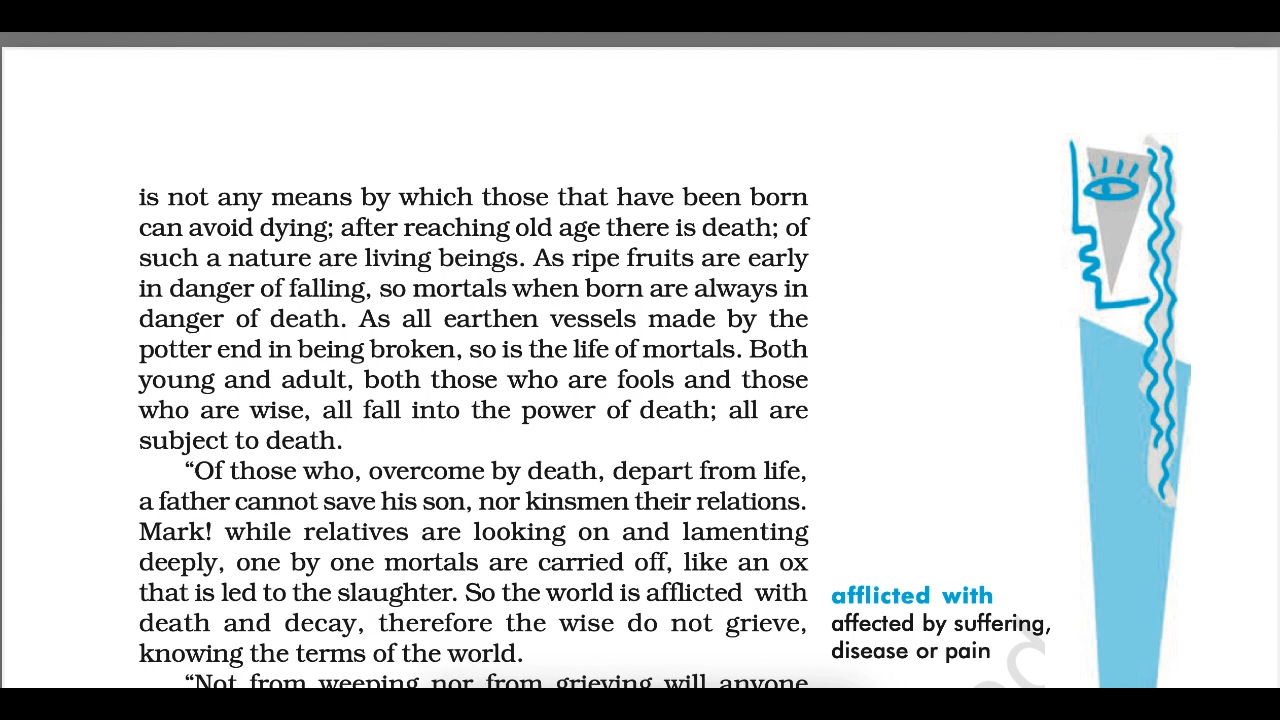 is not any means by which those that have been born
can avoid dying; after reaching old age there is death; of
such a nature are living beings. As ripe fruits are early
in danger of falling, so mortals when born are always in
danger of death. As all earthen vessels made by the
potter end in being broken, so is the life of mortals. Both
young and adult, both those who are fools and those
who are wise, all fall into the power of death; all are
subject to death.
“Of those who, overcome by death, depart from life,
a father cannot save his son, nor kinsmen their relations.
Mark! while relatives are looking on and lamenting
deeply, one by one mortals are carried off, like an ox
that is led to the slaughter. So the world is afflicted with
death and decay, therefore the wise do not grieve,
knowing the terms of the world.
“Not from weeping nor from grieving will anyone
afflicted with
affected by suffering,
disease or pain